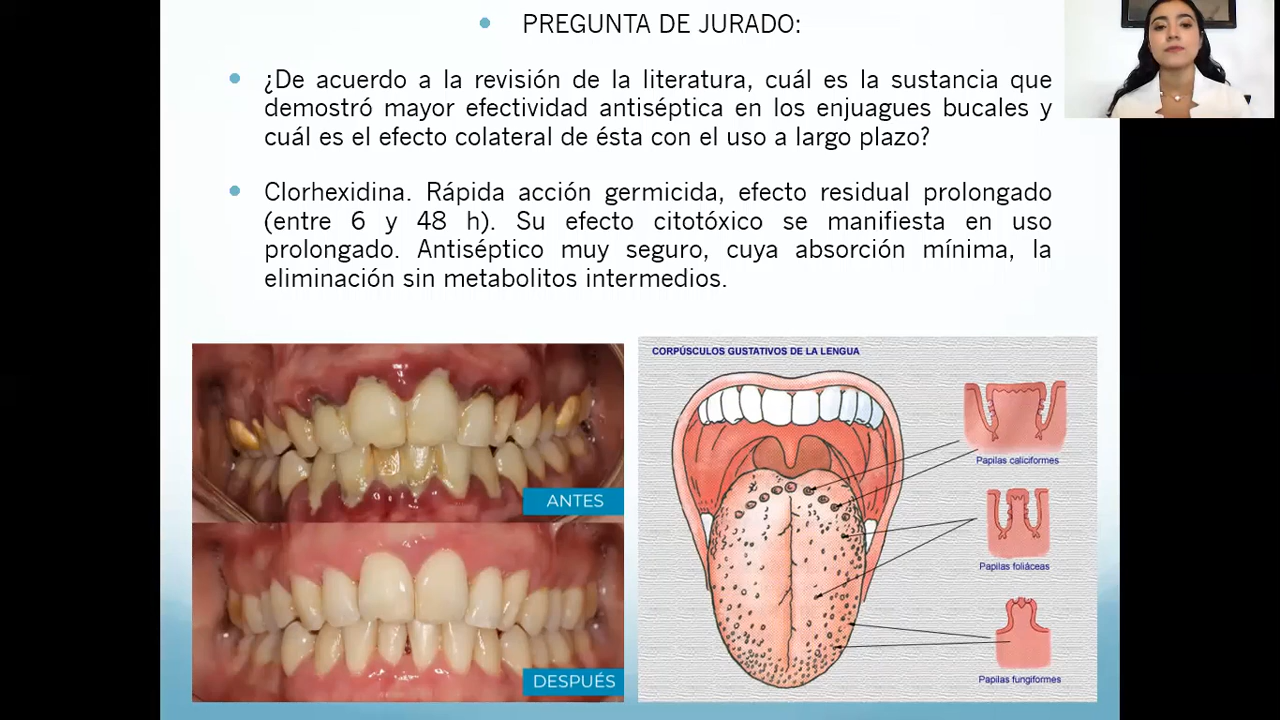 PREGUNTA DE JURADO:
¿De acuerdo a la revisión de la literatura, cuál es la sustancia que
demostró mayor efectividad antiséptica en los enjuagues bucales y
cuál es el efecto colateral de ésta con el uso a largo plazo?
Clorhexidina. Rápida acción germicida, efecto residual prolongado
(entre 6 y 48 h). Su efecto citotóxico se manifiesta en uso
prolongado. Antiséptico muy seguro, cuya absorción mínima, la
eliminación sin metabolitos intermedios.
ANTES
DESPUÉS
CORPÚSCULOS GUSTATIVOS DE LA LENGUA
Papilas caliciformes
Papilas foliáceas
Papilas fungiformes